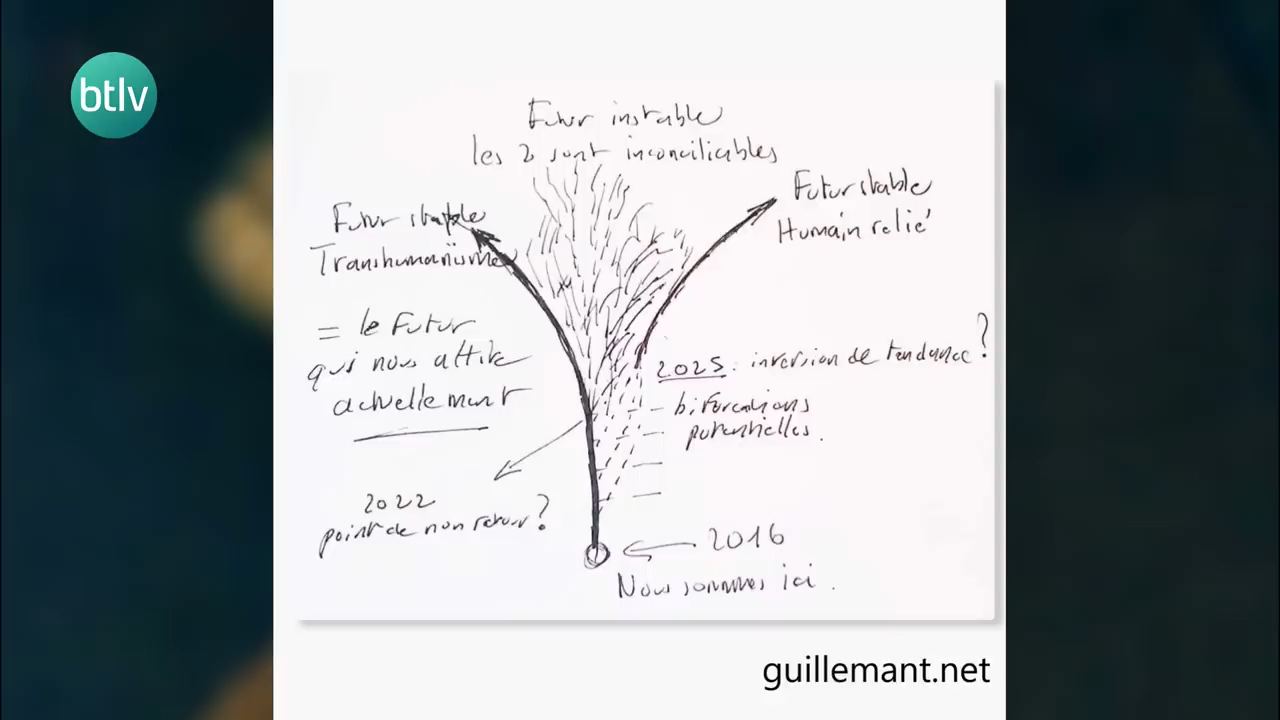 btlv
Futur instable
les 2 sont inconciliables
Futur stable
Transhumanisme
= le Futur
qui nous attire
actuellement
Futur stable
Humain relié
2025 : inversion de tendance ?
bifurcations
potentielles.
2022
point de non retour ?
2016
Nous sommes ici.
guillemant.net